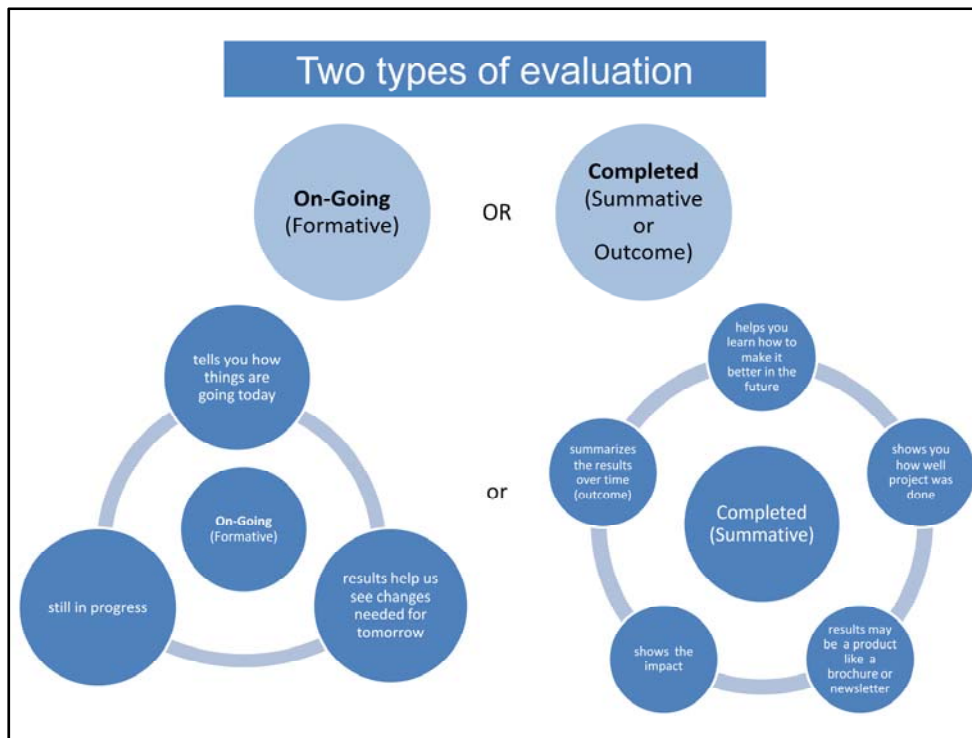 Two types of evaluation
On-Going
(Formative)
OR
Completed
(Summative
or
Outcome)
tells you how
things are
going today
On-Going
(Formative)
still in progress
results help us
see changes
needed for
tomorrow
or
helps you
learn how to
make it
better in the
future
summarizes
the results
over time
(outcome)
shows you
how well
project was
done
Completed
(Summative)
shows the
impact
results may
be a product
like a
brochure or
newsletter